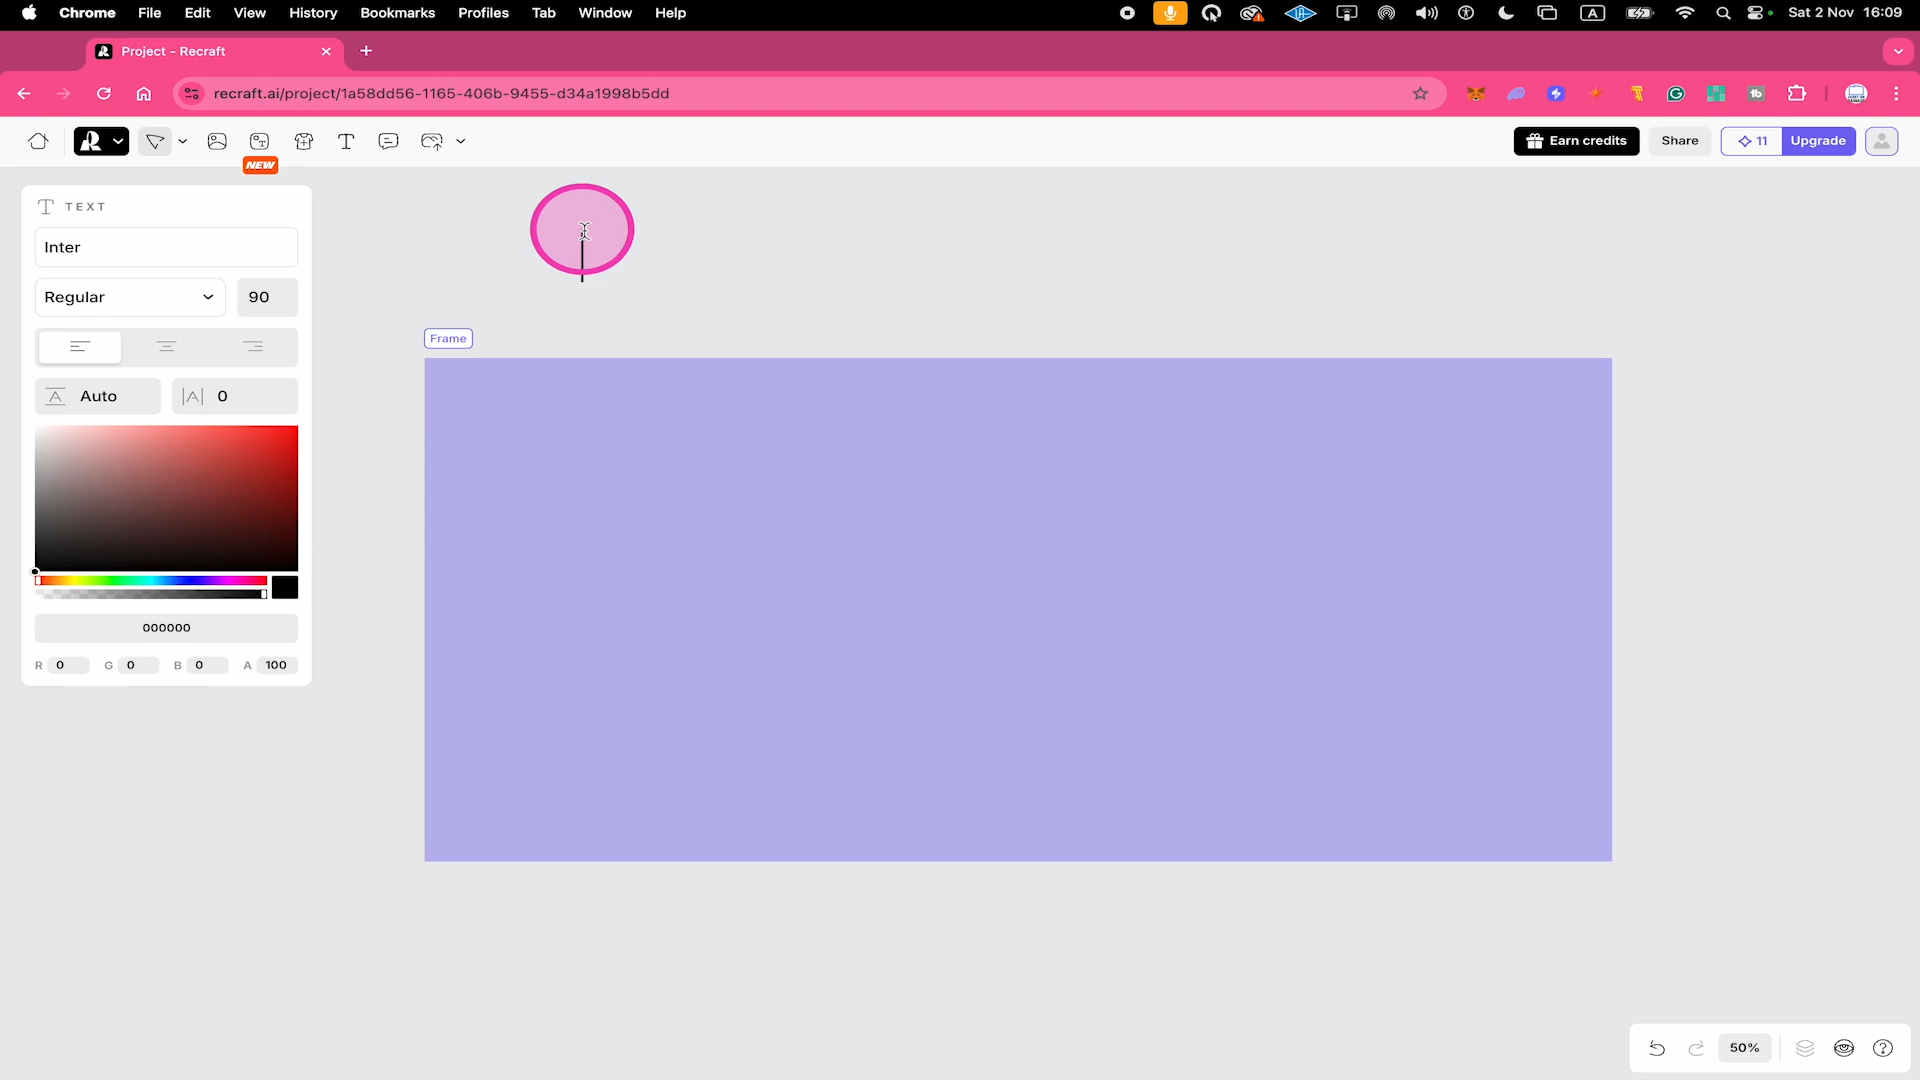 Chrome File Edit View History Bookmarks Profiles Tab Window Help A Sat 2 Nov 16:09
Project - Recraft
recraft.ai/project/1a58dd56-1165-406b-9455-d34a1998b5dd
T Earn credits Share 11 Upgrade
NEW
T TEXT
Inter
Regular 90
Frame
A Auto |A| 0
000000
R 0 G 0 B 0 A 100
50% ?